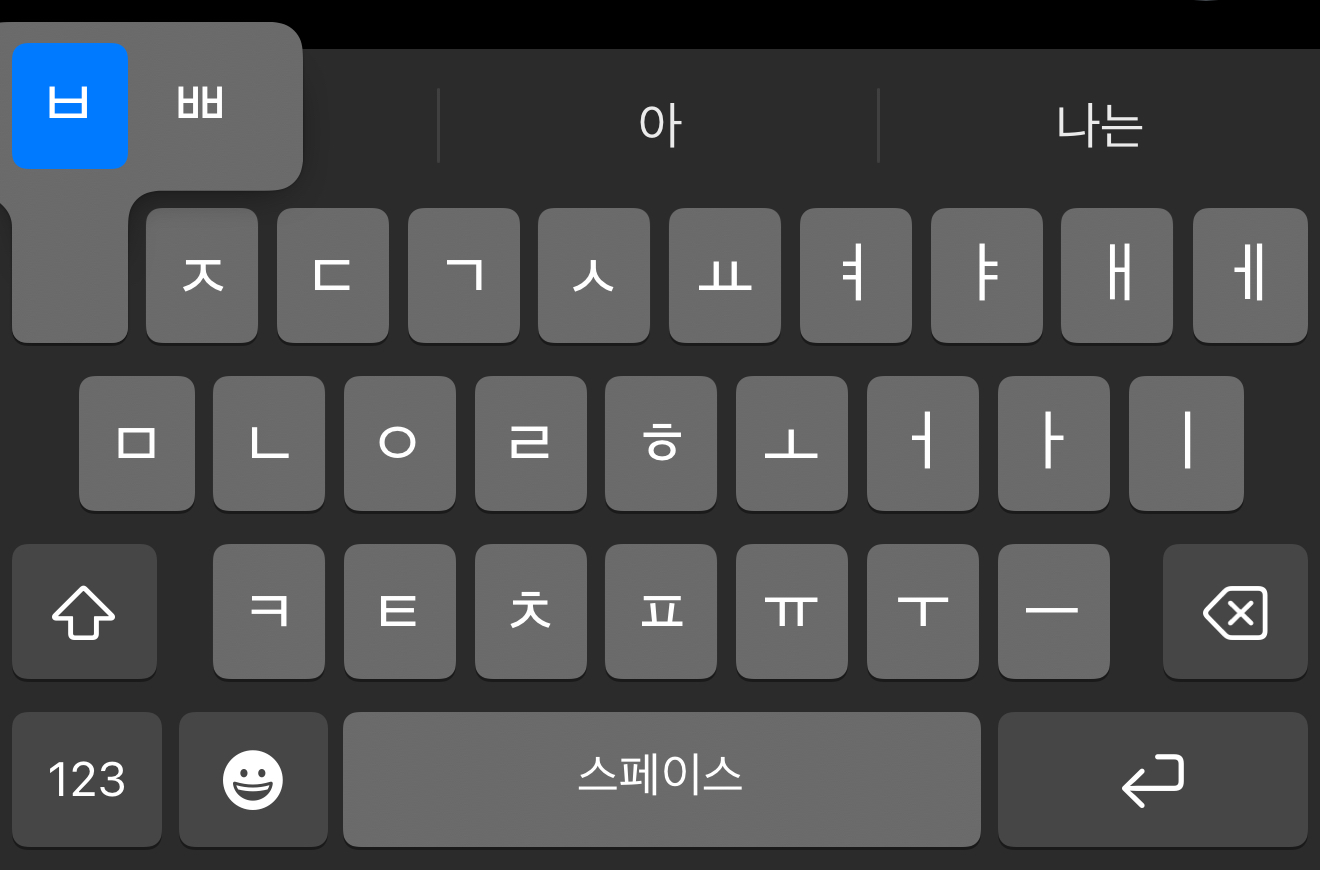 ㅂ ㅃ 아 나는
ㅈ ㄷ ㄱ ㅅ ㅛ ㅕ ㅑ ㅐ ㅔ
ㅁ ㄴ ㅇ ㄹ ㅎ ㅗ ㅓ ㅏ ㅣ
ㅋ ㅌ ㅊ ㅍ ㅠ ㅜ ㅡ
123 스페이스